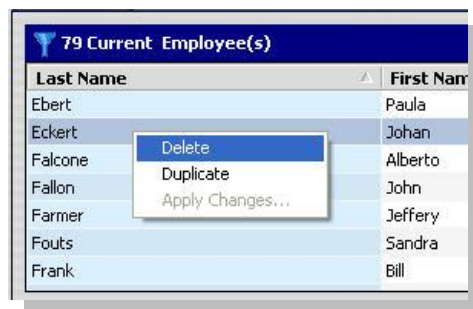 79 Current Employee(s)
Last Name First Nam
Ebert Paula
Eckert Johan
Delete
Falcone Alberto
Duplicate
Fallon John
Apply Changes...
Farmer Jeffery
Fouts Sandra
Frank Bill